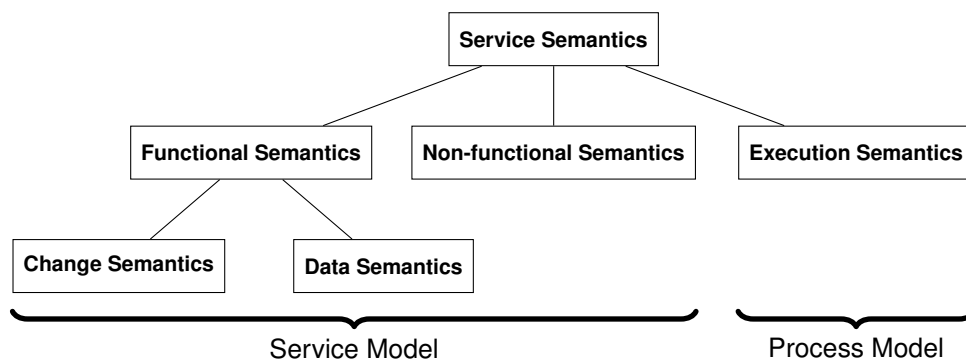 Service Semantics
Functional Semantics
Non-functional Semantics
Execution Semantics
Change Semantics
Data Semantics
Service Model
Process Model